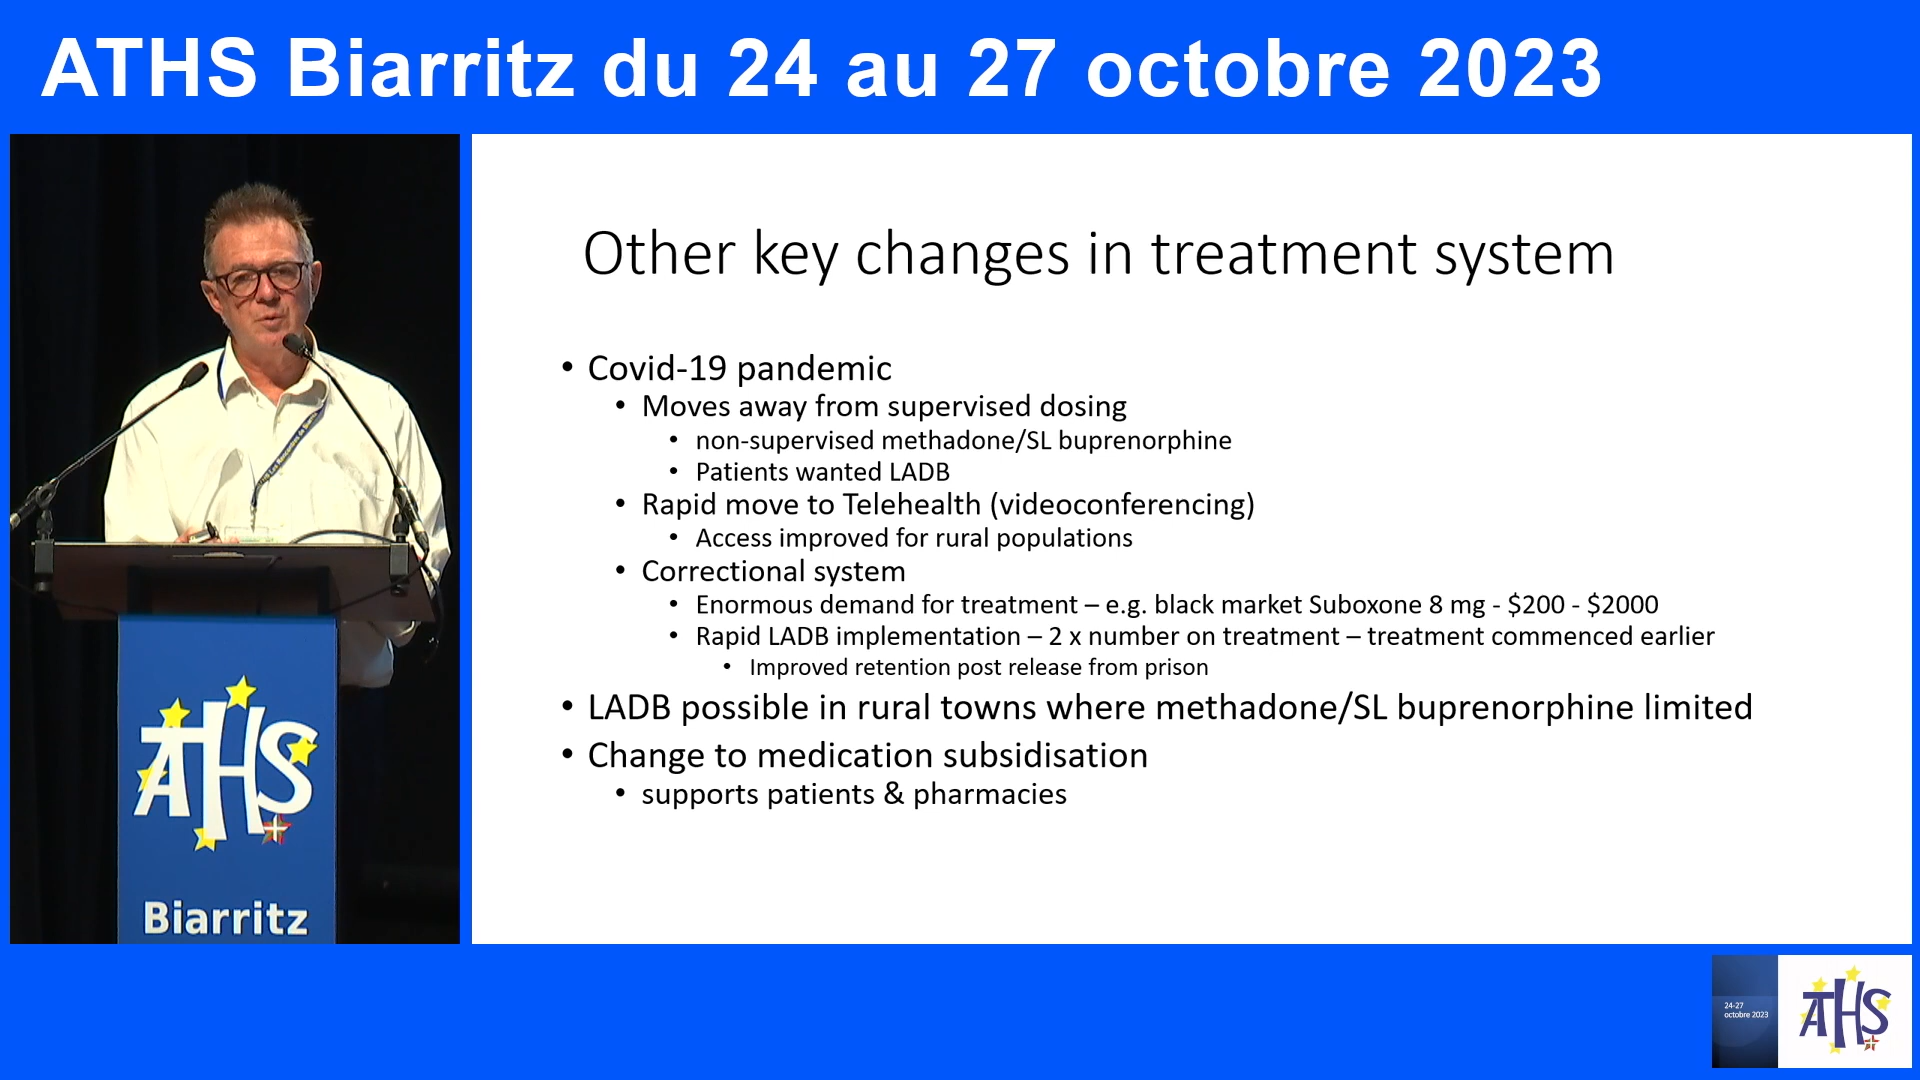 ATHS Biarritz du 24 au 27 octobre 2023
Other key changes in treatment system
• Covid-19 pandemic
• Moves away from supervised dosing
• non-supervised methadone/SL buprenorphine
• Patients wanted LADB
• Rapid move to Telehealth (videoconferencing)
• Access improved for rural populations
• Correctional system
• Enormous demand for treatment – e.g. black market Suboxone 8 mg - $200 - $2000
• Rapid LADB implementation – 2 x number on treatment – treatment commenced earlier
• Improved retention post release from prison
• LADB possible in rural towns where methadone/SL buprenorphine limited
• Change to medication subsidisation
• supports patients & pharmacies
ATHS
Biarritz
24-27
octobre 2023
ATHS